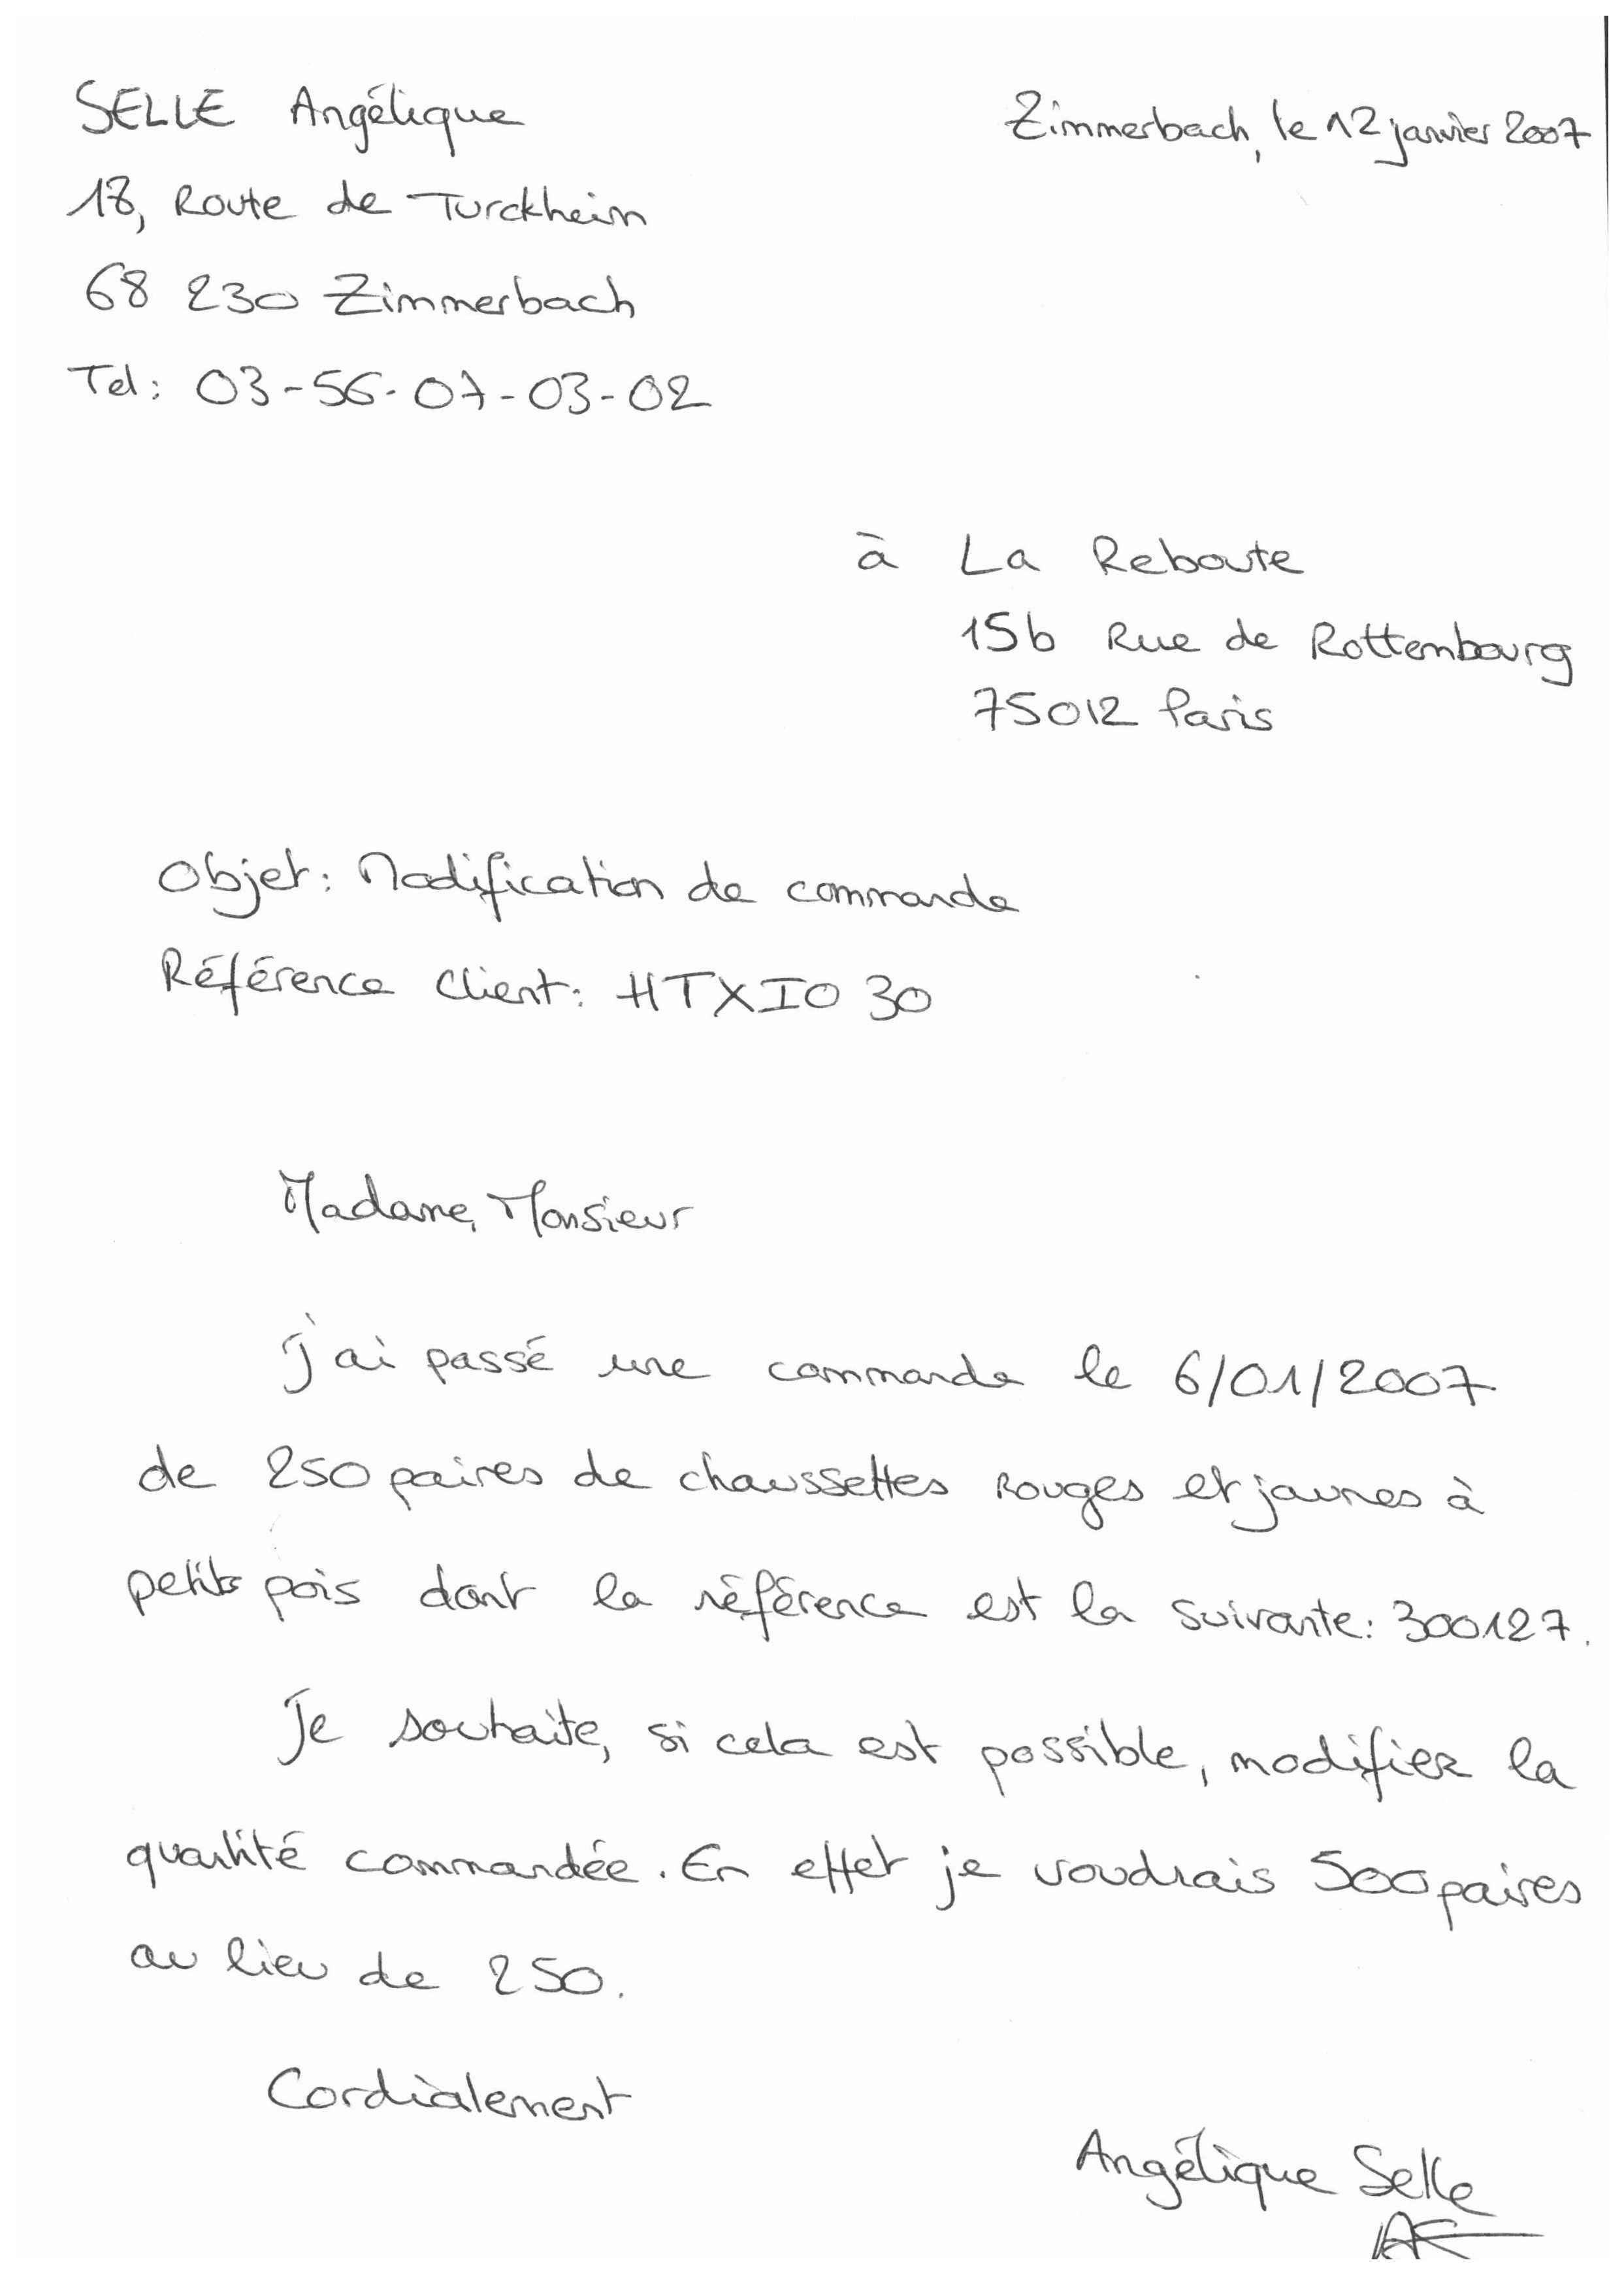 SELLE Angélique
Zimmerbach, le 12 janvier 2007
18, Route de Turckheim
68 230 Zimmerbach
Tel: 03-56-07-03-02
à La Reboute
15b Rue de Rottembourg
75012 Paris
Objet: Modification de commande
Référence client: HTXIO 30
Madame, Monsieur
J'ai passé une commande le 6/01/2007
de 250 paires de chaussettes rouges et jaunes à
petits pois dont la référence est la suivante: 300127.
Je souhaite, si cela est possible, modifier la
quantité commandée. En effet je voudrais 500 paires
au lieu de 250.
Cordialement
Angélique Selle